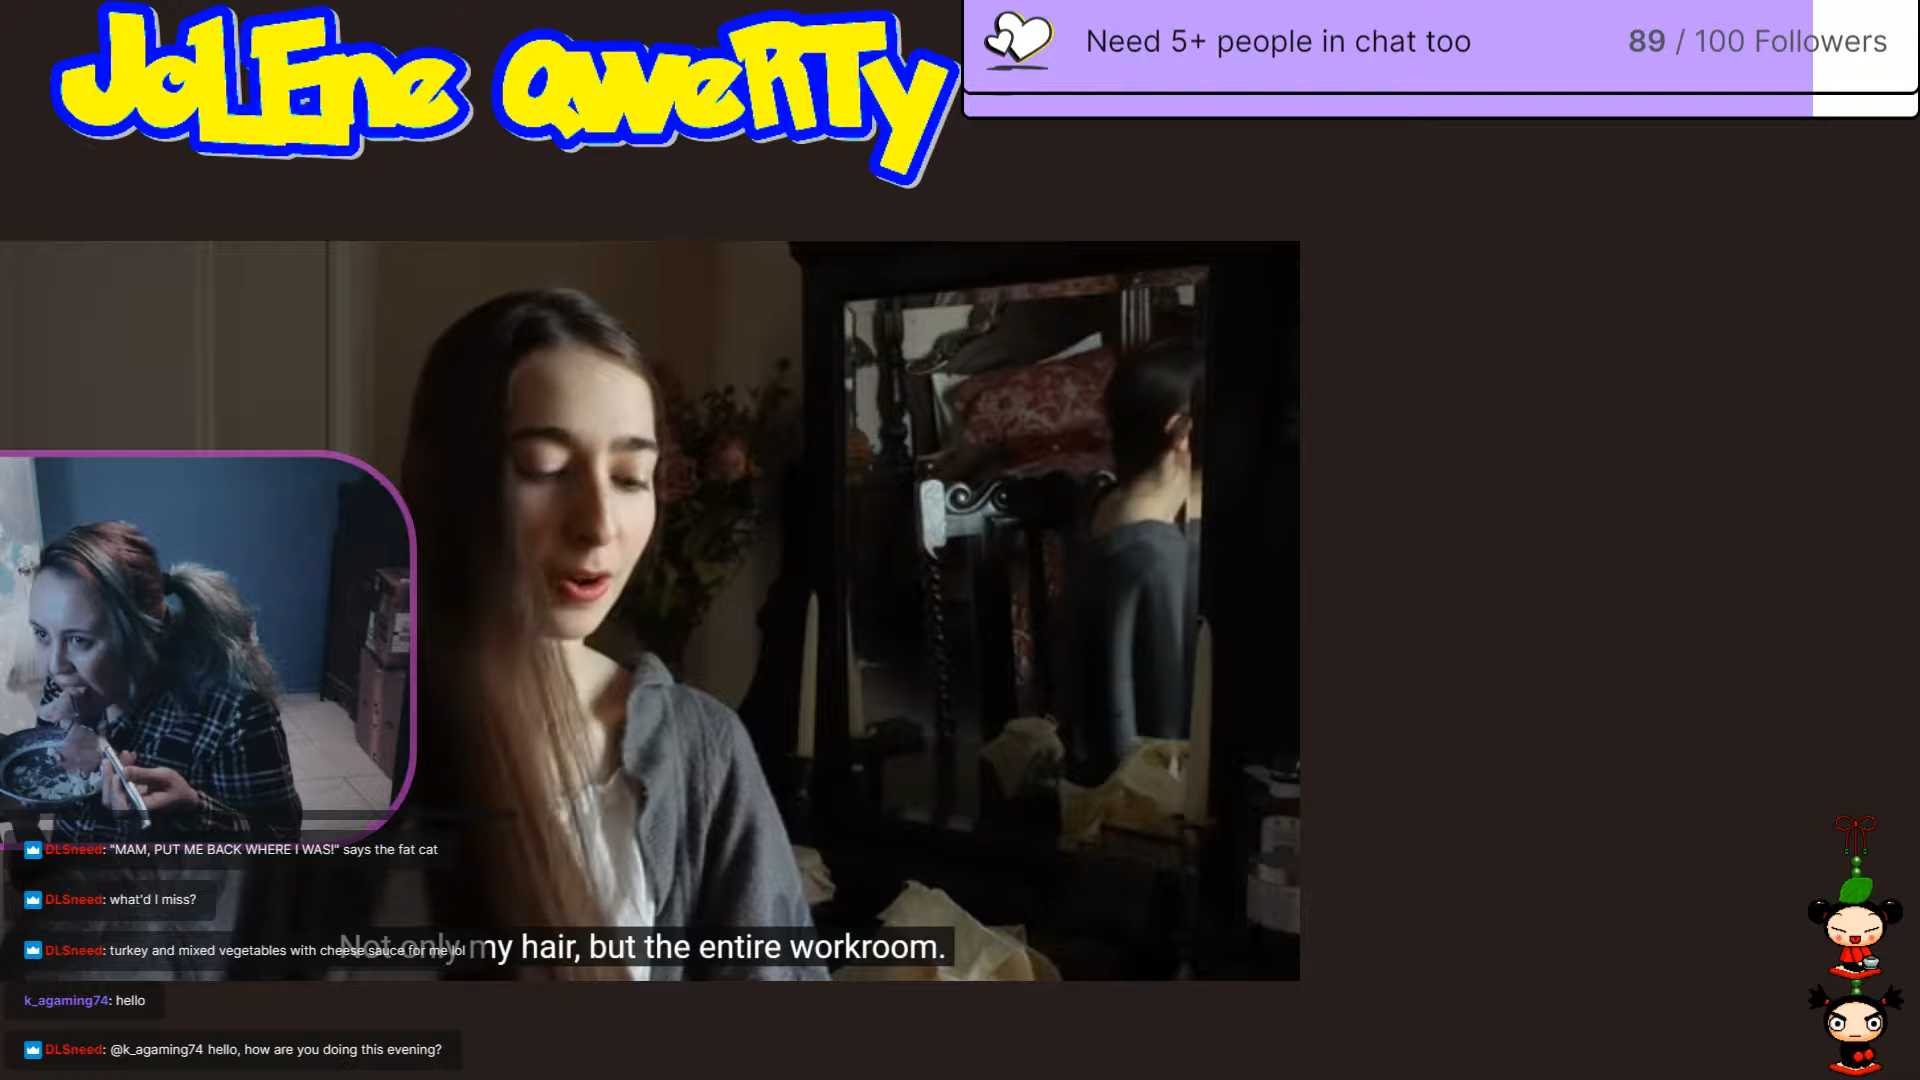 JoLEne QweRTy
Need 5+ people in chat too
89 / 100 Followers
DLSneed: "MAM, PUT ME BACK WHERE I WAS!" says the fat cat
DLSneed: what'd I miss?
Not only my hair, but the entire workroom.
DLSneed: turkey and mixed vegetables with cheese sauce for me lol
k_agaming74: hello
DLSneed: @k_agaming74 hello, how are you doing this evening?